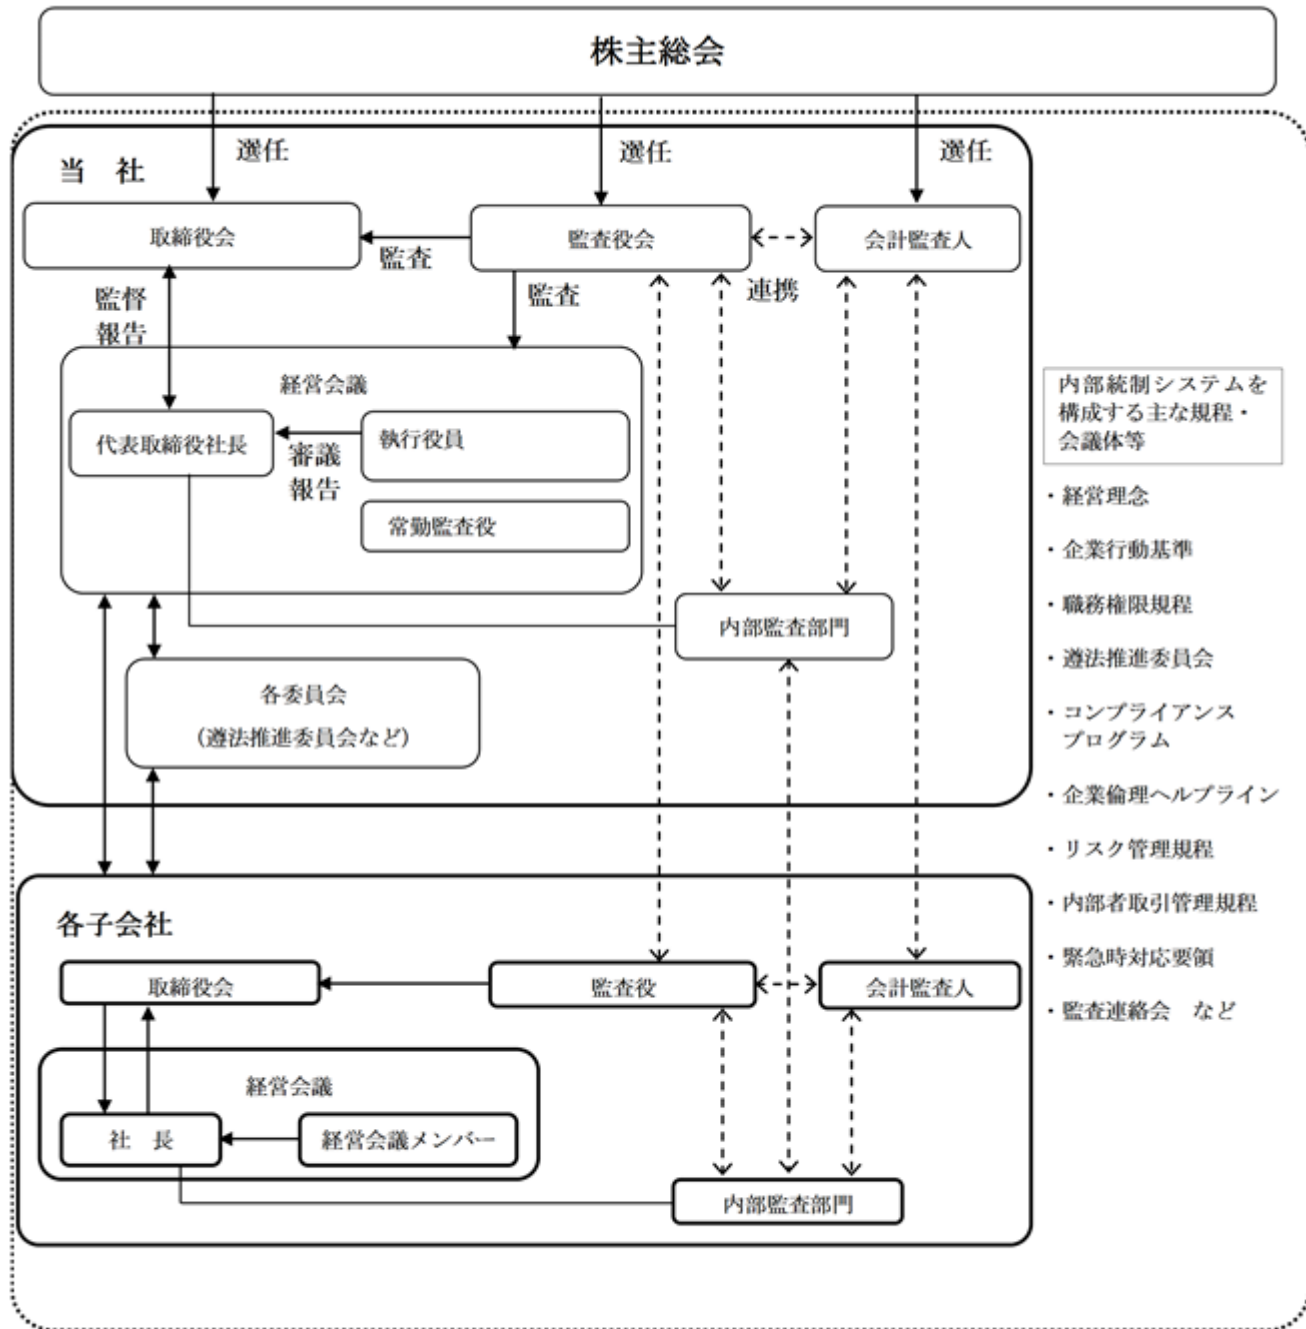 株主総会
選任
選任
選任
当　社
取締役会
監査役会
会計監査人
監査
監督
報告
監査
連携
経営会議
代表取締役社長
執行役員
審議
報告
常勤監査役
内部監査部門
各委員会
（遵法推進委員会など）
各子会社
取締役会
監査役
会計監査人
経営会議
社　長
経営会議メンバー
内部監査部門
内部統制システムを
構成する主な規程・
会議体等
・経営理念
・企業行動基準
・職務権限規程
・遵法推進委員会
・コンプライアンス
プログラム
・企業倫理ヘルプライン
・リスク管理規程
・内部者取引管理規程
・緊急時対応要領
・監査連絡会　など